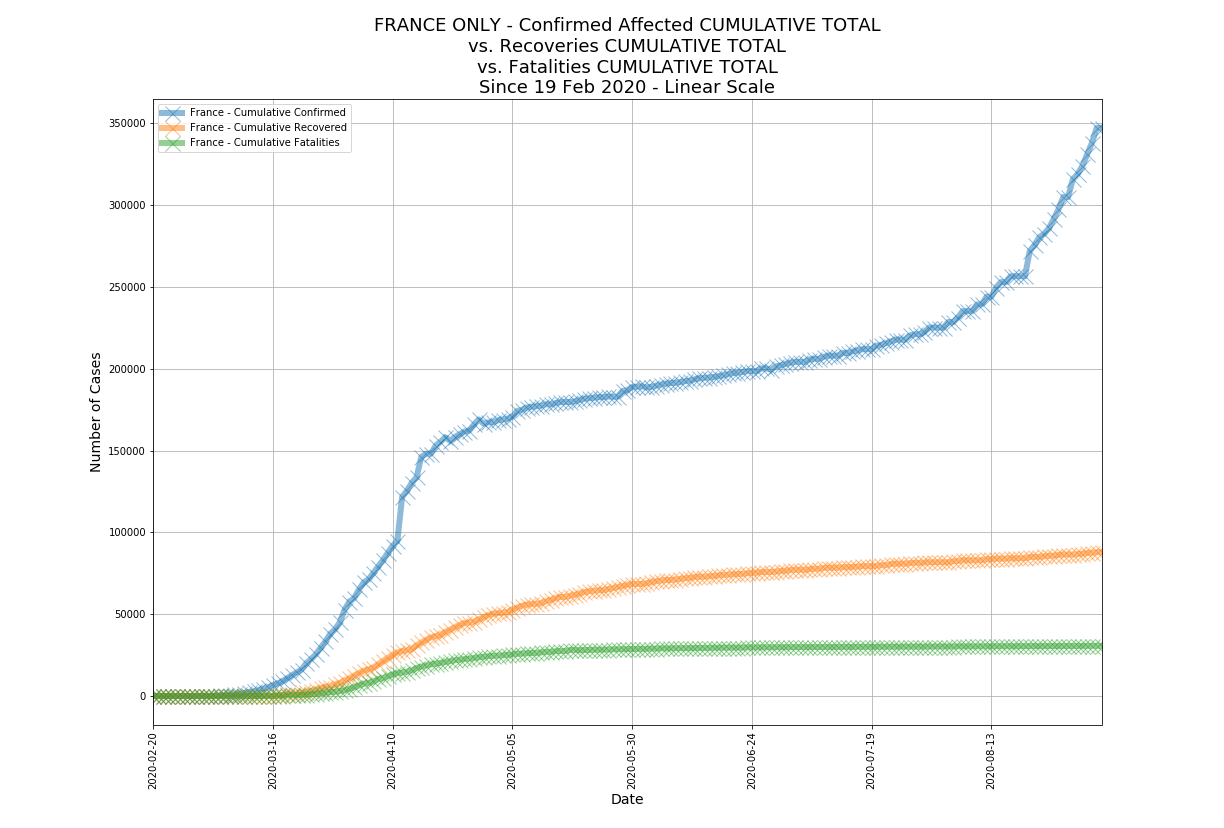 FRANCE ONLY - Confirmed Affected CUMULATIVE TOTAL
vs. Recoveries CUMULATIVE TOTAL
vs. Fatalities CUMULATIVE TOTAL
Since 19 Feb 2020 - Linear Scale
France - Cumulative Confirmed
France - Cumulative Recovered
France - Cumulative Fatalities
Number of Cases
350000
300000
250000
200000
150000
100000
50000
0
2020-02-20
2020-03-16
2020-04-10
2020-05-05
2020-05-30
2020-06-24
2020-07-19
2020-08-13
Date